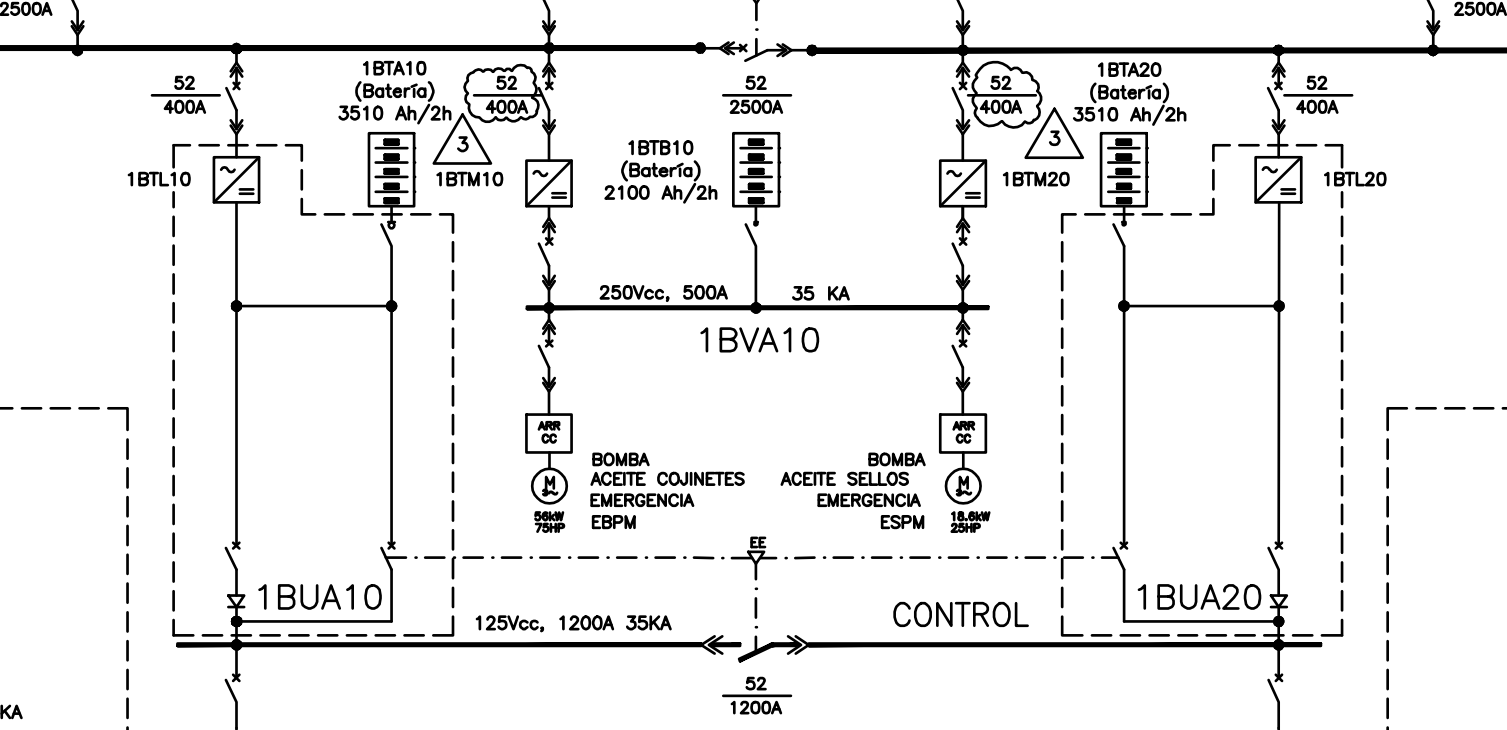 2500A
2500A
52
400A
1BTA10
(Batería)
3510 Ah/2h
52
400A
52
2500A
52
400A
1BTA20
(Batería)
3510 Ah/2h
52
400A
3
3
1BTL10
1BTM10
1BTB10
(Batería)
2100 Ah/2h
1BTM20
1BTL20
250Vcc, 500A
35 KA
1BVA10
ARR
CC
ARR
CC
M
M
BOMBA
ACEITE COJINETES
EMERGENCIA
EBPM
56kW
75HP
BOMBA
ACEITE SELLOS
EMERGENCIA
ESPM
18.6kW
25HP
EE
1BUA10
1BUA20
125Vcc, 1200A 35KA
CONTROL
52
1200A
KA